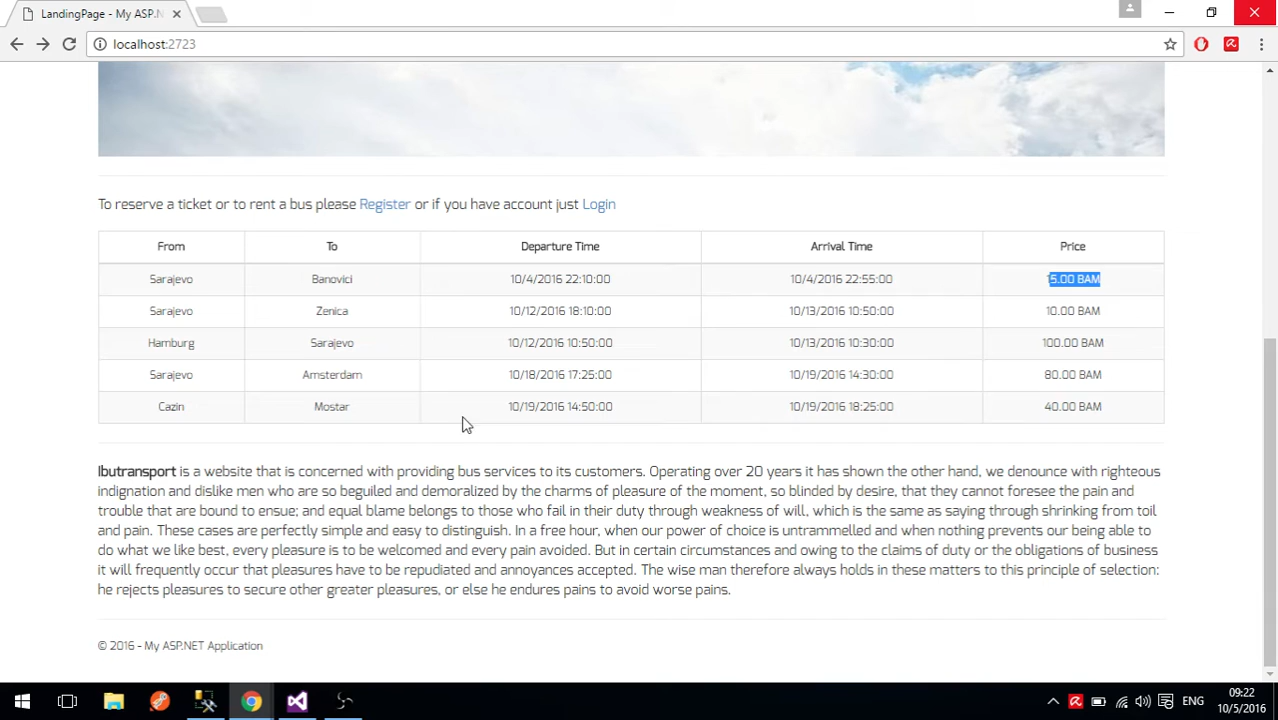 LandingPage - My ASP.N
localhost:2723
To reserve a ticket or to rent a bus please Register or if you have account just Login
From To Departure Time Arrival Time Price
Sarajevo Banovici 10/4/2016 22:10:00 10/4/2016 22:55:00 15.00 BAM
Sarajevo Zenica 10/12/2016 18:10:00 10/13/2016 10:50:00 10.00 BAM
Hamburg Sarajevo 10/12/2016 10:50:00 10/13/2016 10:30:00 100.00 BAM
Sarajevo Amsterdam 10/18/2016 17:25:00 10/19/2016 14:30:00 80.00 BAM
Cazin Mostar 10/19/2016 14:50:00 10/19/2016 18:25:00 40.00 BAM
Ibutransport is a website that is concerned with providing bus services to its customers. Operating over 20 years it has shown the other hand, we denounce with righteous
indignation and dislike men who are so beguiled and demoralized by the charms of pleasure of the moment, so blinded by desire, that they cannot foresee the pain and
trouble that are bound to ensue; and equal blame belongs to those who fail in their duty through weakness of will, which is the same as saying through shrinking from toil
and pain. These cases are perfectly simple and easy to distinguish. In a free hour, when our power of choice is untrammelled and when nothing prevents our being able to
do what we like best, every pleasure is to be welcomed and every pain avoided. But in certain circumstances and owing to the claims of duty or the obligations of business
it will frequently occur that pleasures have to be repudiated and annoyances accepted. The wise man therefore always holds in these matters to this principle of selection:
he rejects pleasures to secure other greater pleasures, or else he endures pains to avoid worse pains.
© 2016 - My ASP.NET Application
ENG
09:22
10/5/2016